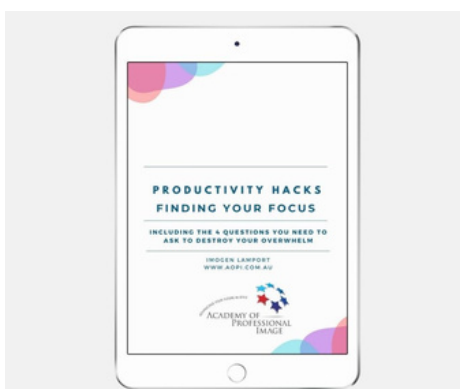 PRODUCTIVITY HACKS
FINDING YOUR FOCUS
INCLUDING THE 4 QUESTIONS YOU NEED TO
ASK TO DESTROY YOUR OVERWHELM
IMOGEN LAMPORT
WWW.AOPI.COM.AU
ACADEMY OF
PROFESSIONAL
IMAGE